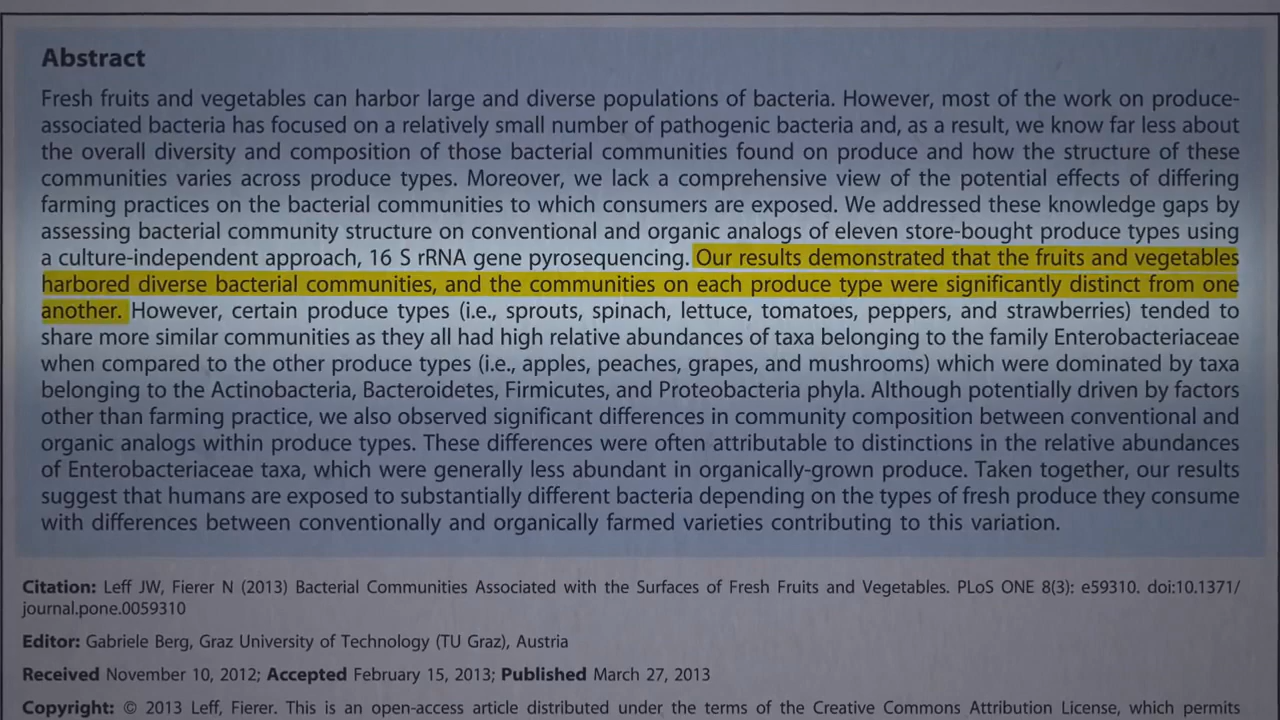 Abstract
Fresh fruits and vegetables can harbor large and diverse populations of bacteria. However, most of the work on produce-
associated bacteria has focused on a relatively small number of pathogenic bacteria and, as a result, we know far less about
the overall diversity and composition of those bacterial communities found on produce and how the structure of these
communities varies across produce types. Moreover, we lack a comprehensive view of the potential effects of differing
farming practices on the bacterial communities to which consumers are exposed. We addressed these knowledge gaps by
assessing bacterial community structure on conventional and organic analogs of eleven store-bought produce types using
a culture-independent approach, 16 S rRNA gene pyrosequencing. Our results demonstrated that the fruits and vegetables
harbored diverse bacterial communities, and the communities on each produce type were significantly distinct from one
another. However, certain produce types (i.e., sprouts, spinach, lettuce, tomatoes, peppers, and strawberries) tended to
share more similar communities as they all had high relative abundances of taxa belonging to the family Enterobacteriaceae
when compared to the other produce types (i.e., apples, peaches, grapes, and mushrooms) which were dominated by taxa
belonging to the Actinobacteria, Bacteroidetes, Firmicutes, and Proteobacteria phyla. Although potentially driven by factors
other than farming practice, we also observed significant differences in community composition between conventional and
organic analogs within produce types. These differences were often attributable to distinctions in the relative abundances
of Enterobacteriaceae taxa, which were generally less abundant in organically-grown produce. Taken together, our results
suggest that humans are exposed to substantially different bacteria depending on the types of fresh produce they consume
with differences between conventionally and organically farmed varieties contributing to this variation.
Citation: Leff JW, Fierer N (2013) Bacterial Communities Associated with the Surfaces of Fresh Fruits and Vegetables. PLoS ONE 8(3): e59310. doi:10.1371/
journal.pone.0059310
Editor: Gabriele Berg, Graz University of Technology (TU Graz), Austria
Received November 10, 2012; Accepted February 15, 2013; Published March 27, 2013
Copyright: © 2013 Leff, Fierer. This is an open-access article distributed under the terms of the Creative Commons Attribution License, which permits